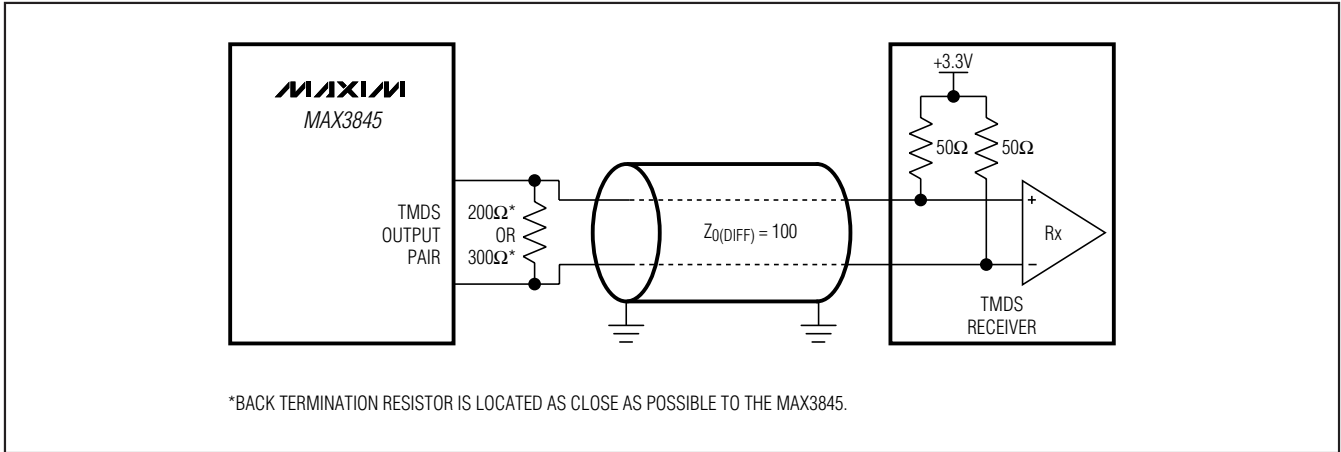 MAXIM
MAX3845
TMDS
OUTPUT
PAIR
200Ω*
OR
300Ω*
Z0(DIFF) = 100
+3.3V
50Ω
50Ω
+
Rx
−
TMDS
RECEIVER
*BACK TERMINATION RESISTOR IS LOCATED AS CLOSE AS POSSIBLE TO THE MAX3845.